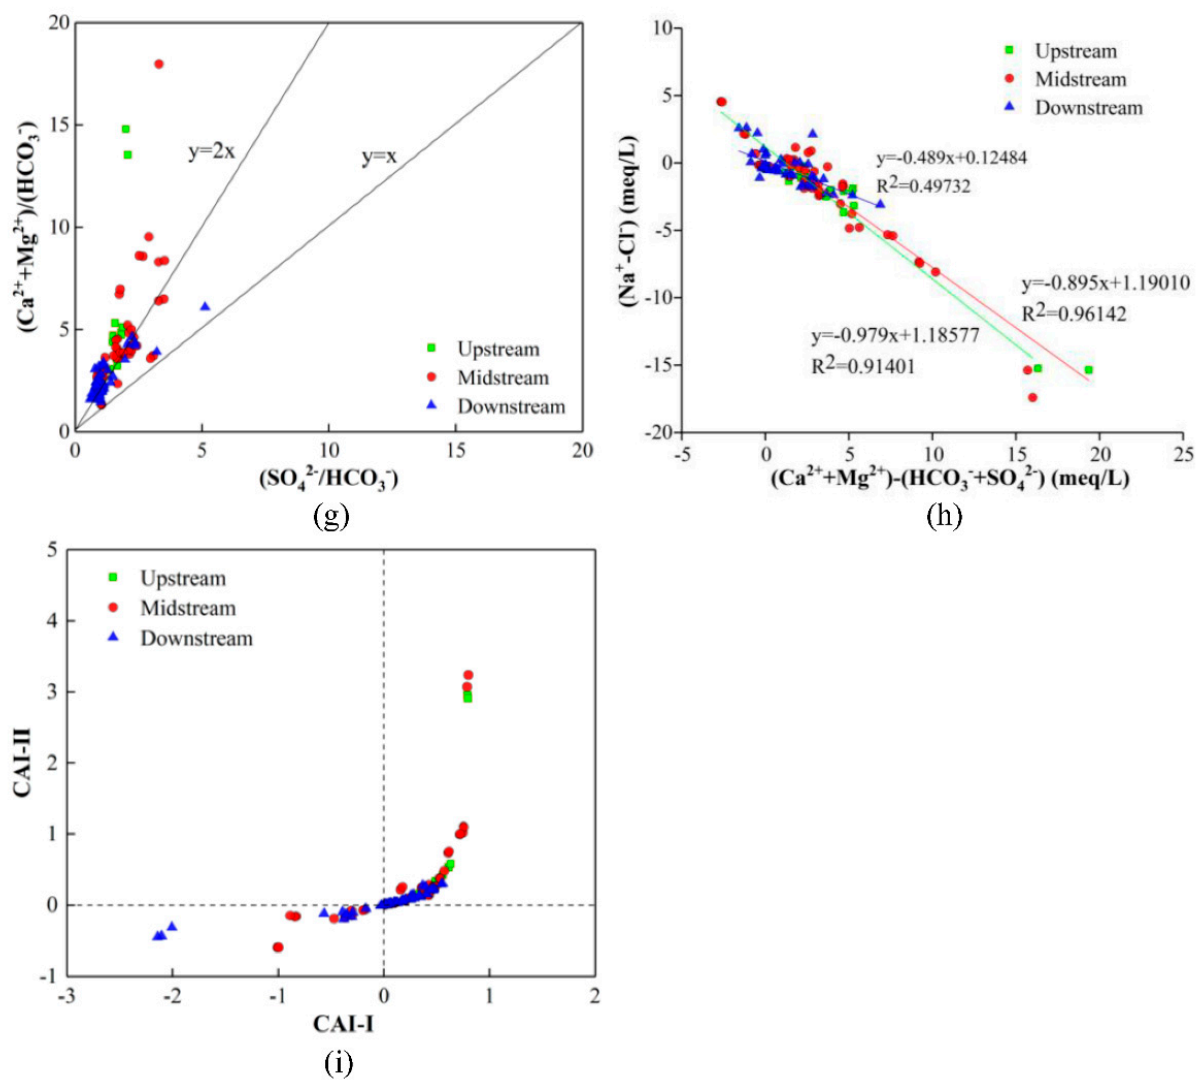 20
15
10
5
0
0
5
10
15
20
(Ca²⁺+Mg²⁺)/(HCO₃⁻)
(SO₄²⁻/HCO₃⁻)
y=2x
y=x
Upstream
Midstream
Downstream
(g)
10
5
0
-5
-10
-15
-20
-5
0
5
10
15
20
25
(Na⁺-Cl⁻) (meq/L)
(Ca²⁺+Mg²⁺)-(HCO₃⁻+SO₄²⁻) (meq/L)
Upstream
Midstream
Downstream
y=-0.489x+0.12484
R²=0.49732
y=-0.895x+1.19010
R²=0.96142
y=-0.979x+1.18577
R²=0.91401
(h)
5
4
3
2
1
0
-1
-3
-2
-1
0
1
2
CAI-II
CAI-I
Upstream
Midstream
Downstream
(i)